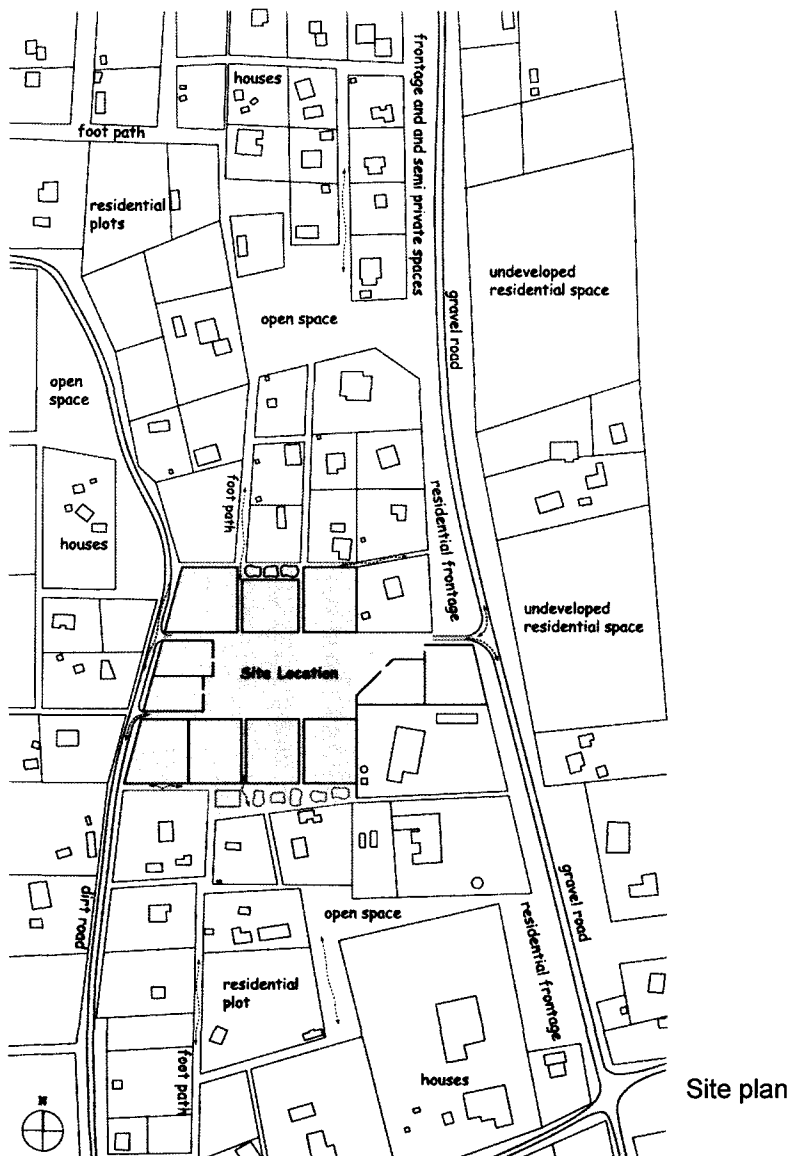 houses
frontage and and semi private spaces
foot path
residential
plots
undeveloped
residential space
open space
gravel road
open
space
foot path
residential frontage
houses
undeveloped
residential space
Site Location
gravel road
dirt road
open space
residential frontage
residential
plot
foot path
houses
Site plan